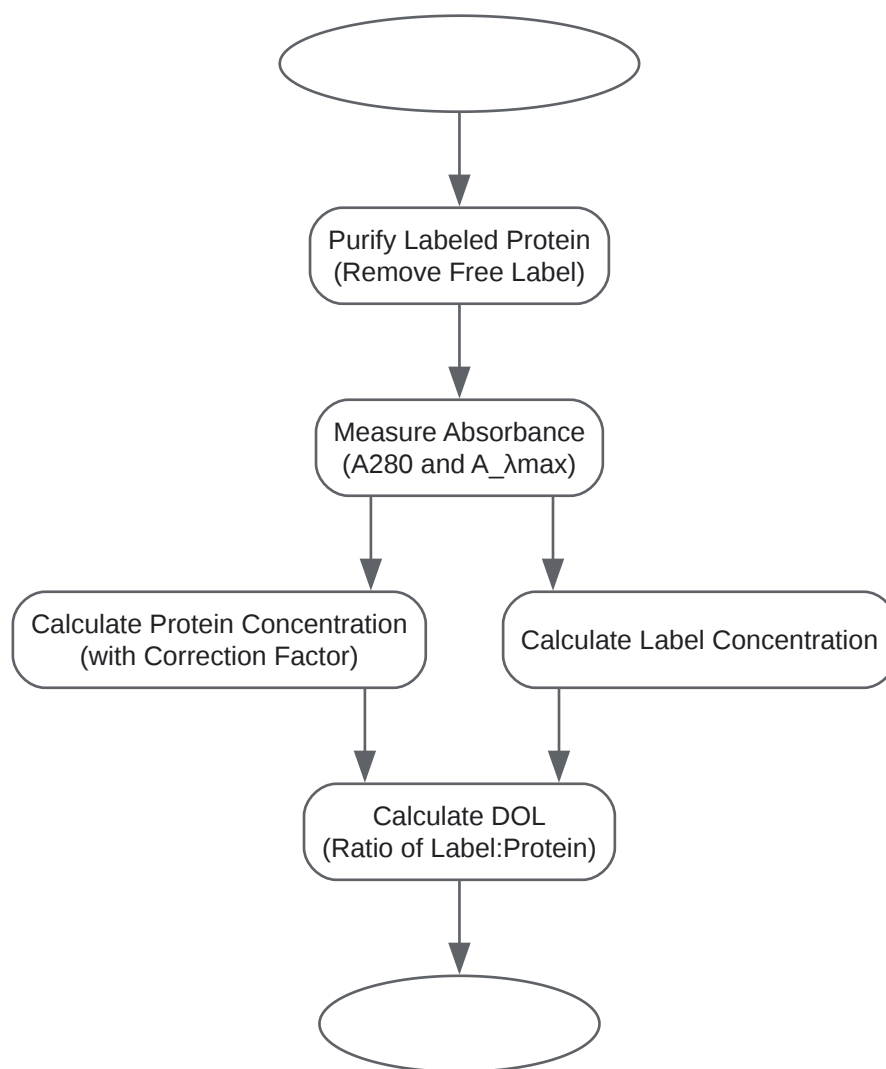 Purify Labeled Protein
(Remove Free Label)
Measure Absorbance
(A280 and A_λmax)
Calculate Protein Concentration
(with Correction Factor)
Calculate Label Concentration
Calculate DOL
(Ratio of Label:Protein)